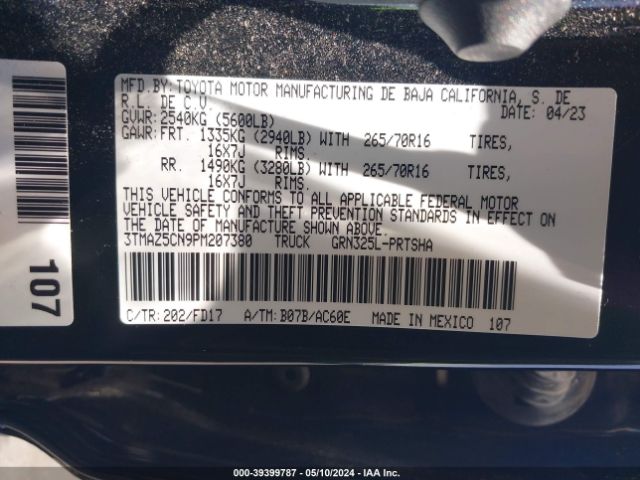 MFD.BY:TOYOTA MOTOR MANUFACTURING DE BAJA CALIFORNIA, S. DE
R.L. DE C.V. DATE: 04/23
GVWR:2540KG (5600LB)
GAWR:FRT. 1335KG (2940LB) WITH 265/70R16 TIRES,
16X7J RIMS.
RR. 1490KG (3280LB) WITH 265/70R16 TIRES,
16X7J RIMS.
THIS VEHICLE CONFORMS TO ALL APPLICABLE FEDERAL MOTOR
VEHICLE SAFETY AND THEFT PREVENTION STANDARDS IN EFFECT ON
THE DATE OF MANUFACTURE SHOWN ABOVE.
3TMAZ5CN9PM207380 TRUCK GRN325L-PRTSHA
C/TR:202/FD17 A/TM:B07B/AC60E MADE IN MEXICO 107
107
000-39399787 - 05/10/2024 - IAA Inc.